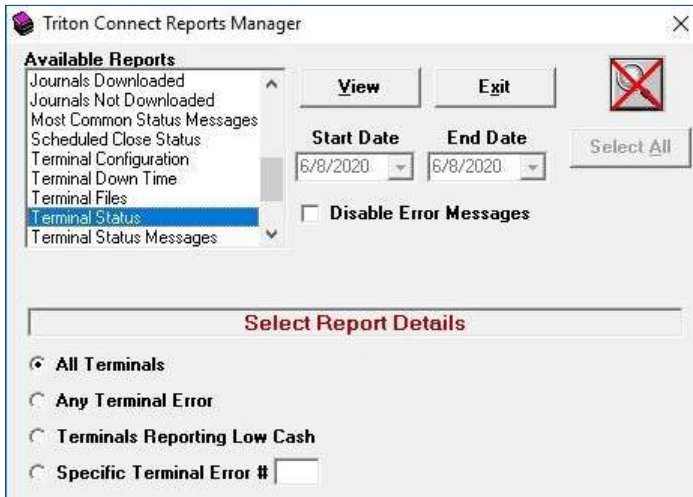 Triton Connect Reports Manager
Available Reports
Journals Downloaded
Journals Not Downloaded
Most Common Status Messages
Scheduled Close Status
Terminal Configuration
Terminal Down Time
Terminal Files
Terminal Status
Terminal Status Messages
View
Exit
Start Date
End Date
Select All
6/8/2020
6/8/2020
Disable Error Messages
Select Report Details
All Terminals
Any Terminal Error
Terminals Reporting Low Cash
Specific Terminal Error #